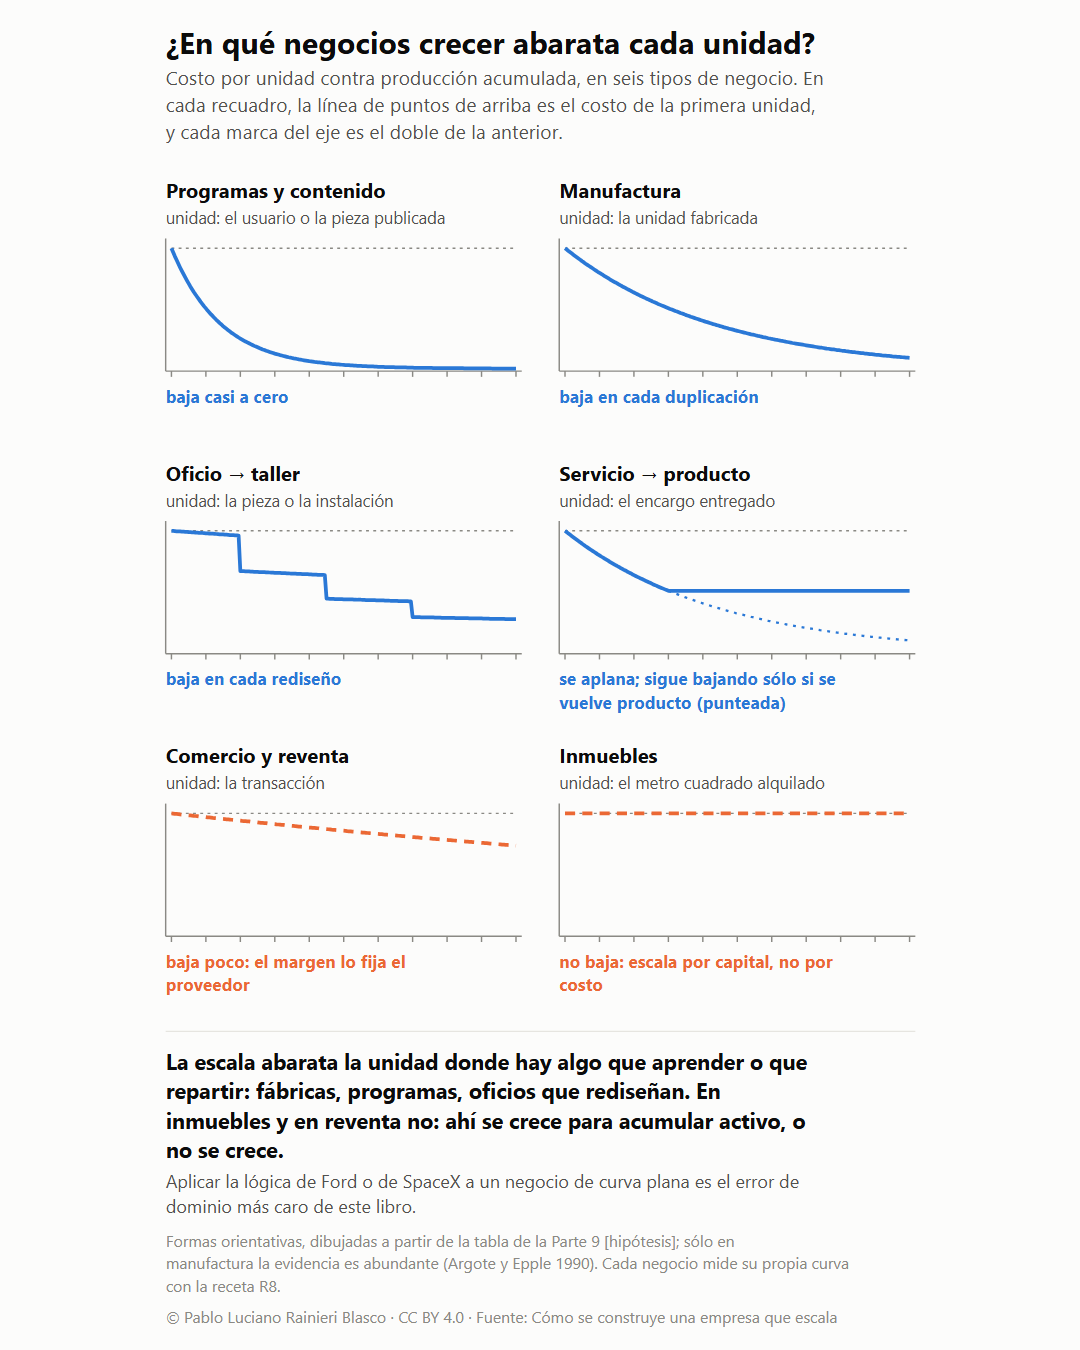 ¿En qué negocios crecer abarata cada unidad?
Costo por unidad contra producción acumulada, en seis tipos de negocio. En
cada recuadro, la línea de puntos de arriba es el costo de la primera unidad,
y cada marca del eje es el doble de la anterior.
Programas y contenido
unidad: el usuario o la pieza publicada
baja casi a cero
Manufactura
unidad: la unidad fabricada
baja en cada duplicación
Oficio → taller
unidad: la pieza o la instalación
baja en cada rediseño
Servicio → producto
unidad: el encargo entregado
se aplana; sigue bajando sólo si se
vuelve producto (punteada)
Comercio y reventa
unidad: la transacción
baja poco: el margen lo fija el
proveedor
Inmuebles
unidad: el metro cuadrado alquilado
no baja: escala por capital, no por
costo
La escala abarata la unidad donde hay algo que aprender o que
repartir: fábricas, programas, oficios que rediseñan. En
inmuebles y en reventa no: ahí se crece para acumular activo, o
no se crece.
Aplicar la lógica de Ford o de SpaceX a un negocio de curva plana es el error de
dominio más caro de este libro.
Formas orientativas, dibujadas a partir de la tabla de la Parte 9 [hipótesis]; sólo en
manufactura la evidencia es abundante (Argote y Epple 1990). Cada negocio mide su propia curva
con la receta R8.
© Pablo Luciano Rainieri Blasco · CC BY 4.0 · Fuente: Cómo se construye una empresa que escala